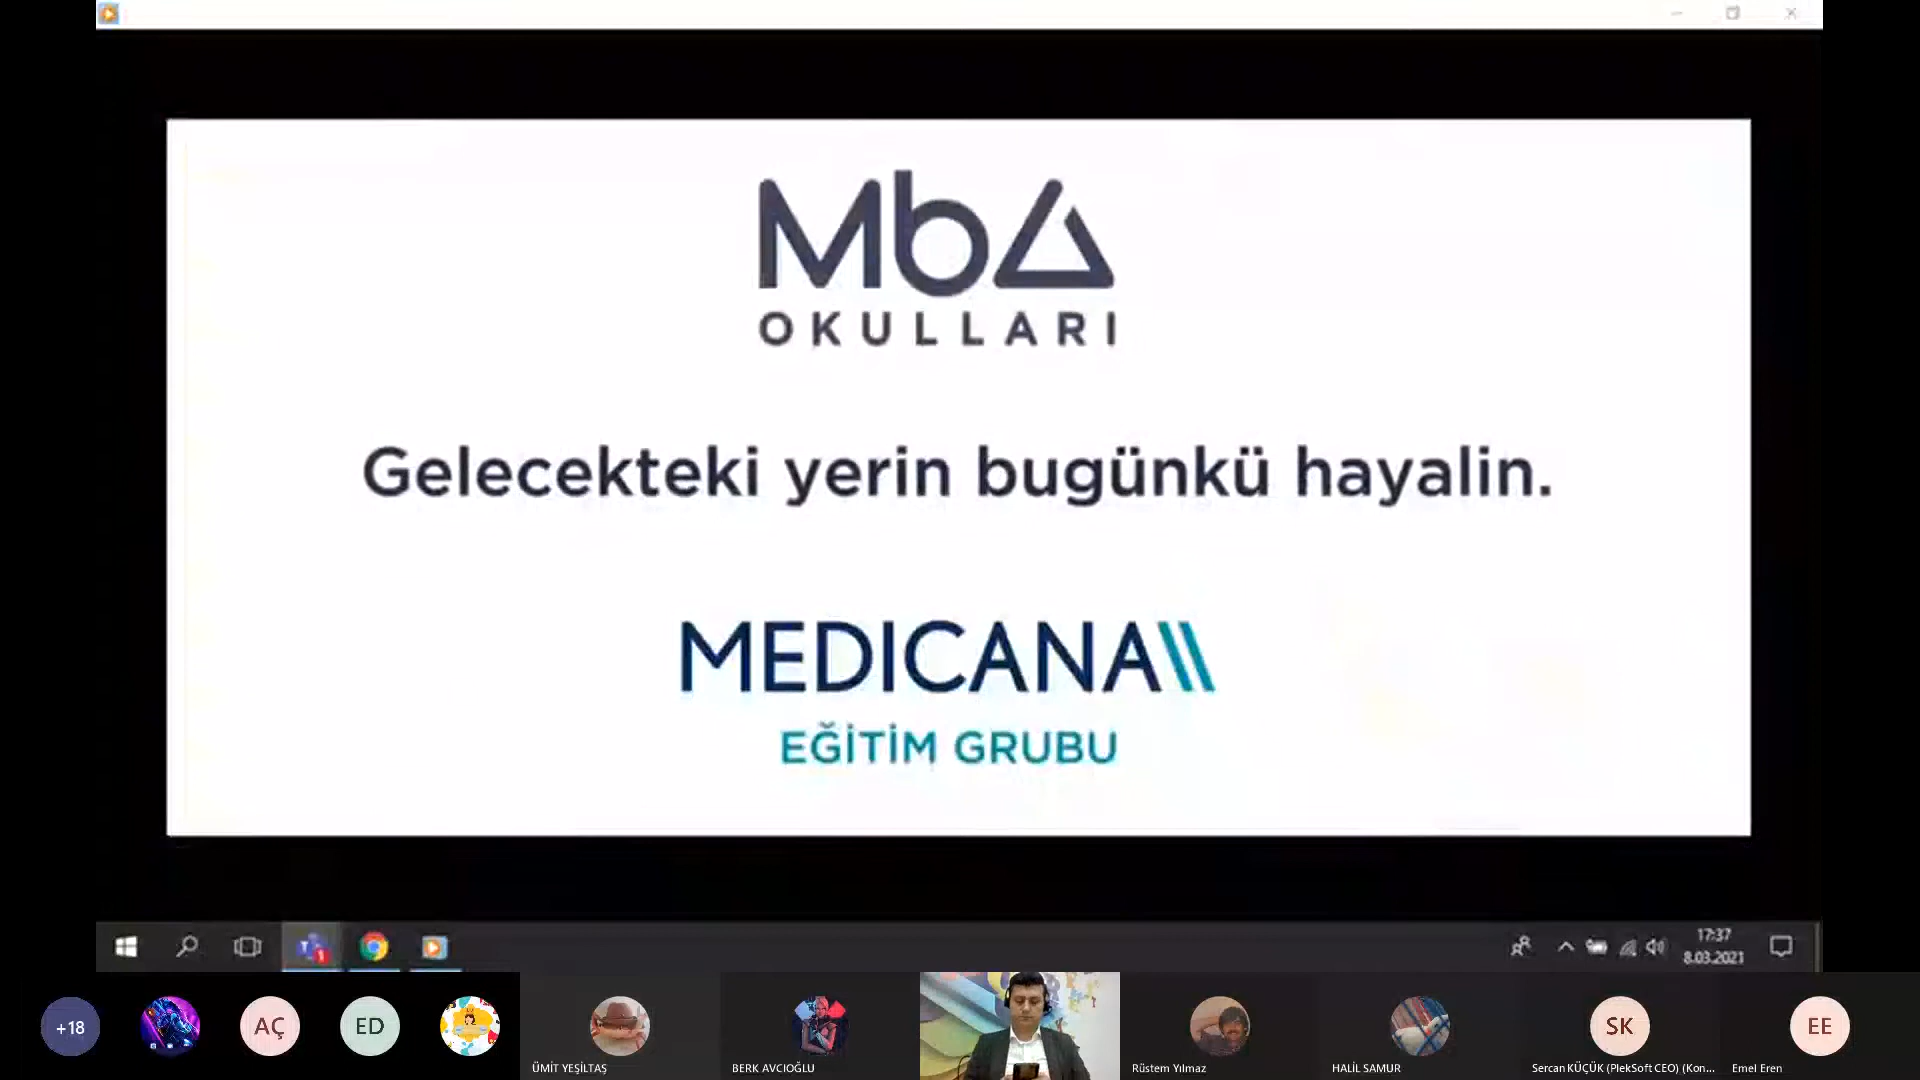 MbA
OKULLARI
Gelecekteki yerin bugünkü hayalin.
MEDICANA
EĞİTİM GRUBU
17:37
8.03.2021
+18
AÇ
ED
SK
EE
ÜMİT YEŞİLTAŞ
BERK AVCIOĞLU
Rüstem Yılmaz
HALİL SAMUR
Sercan KÜÇÜK (PlekSoft CEO) (Kon...
Emel Eren